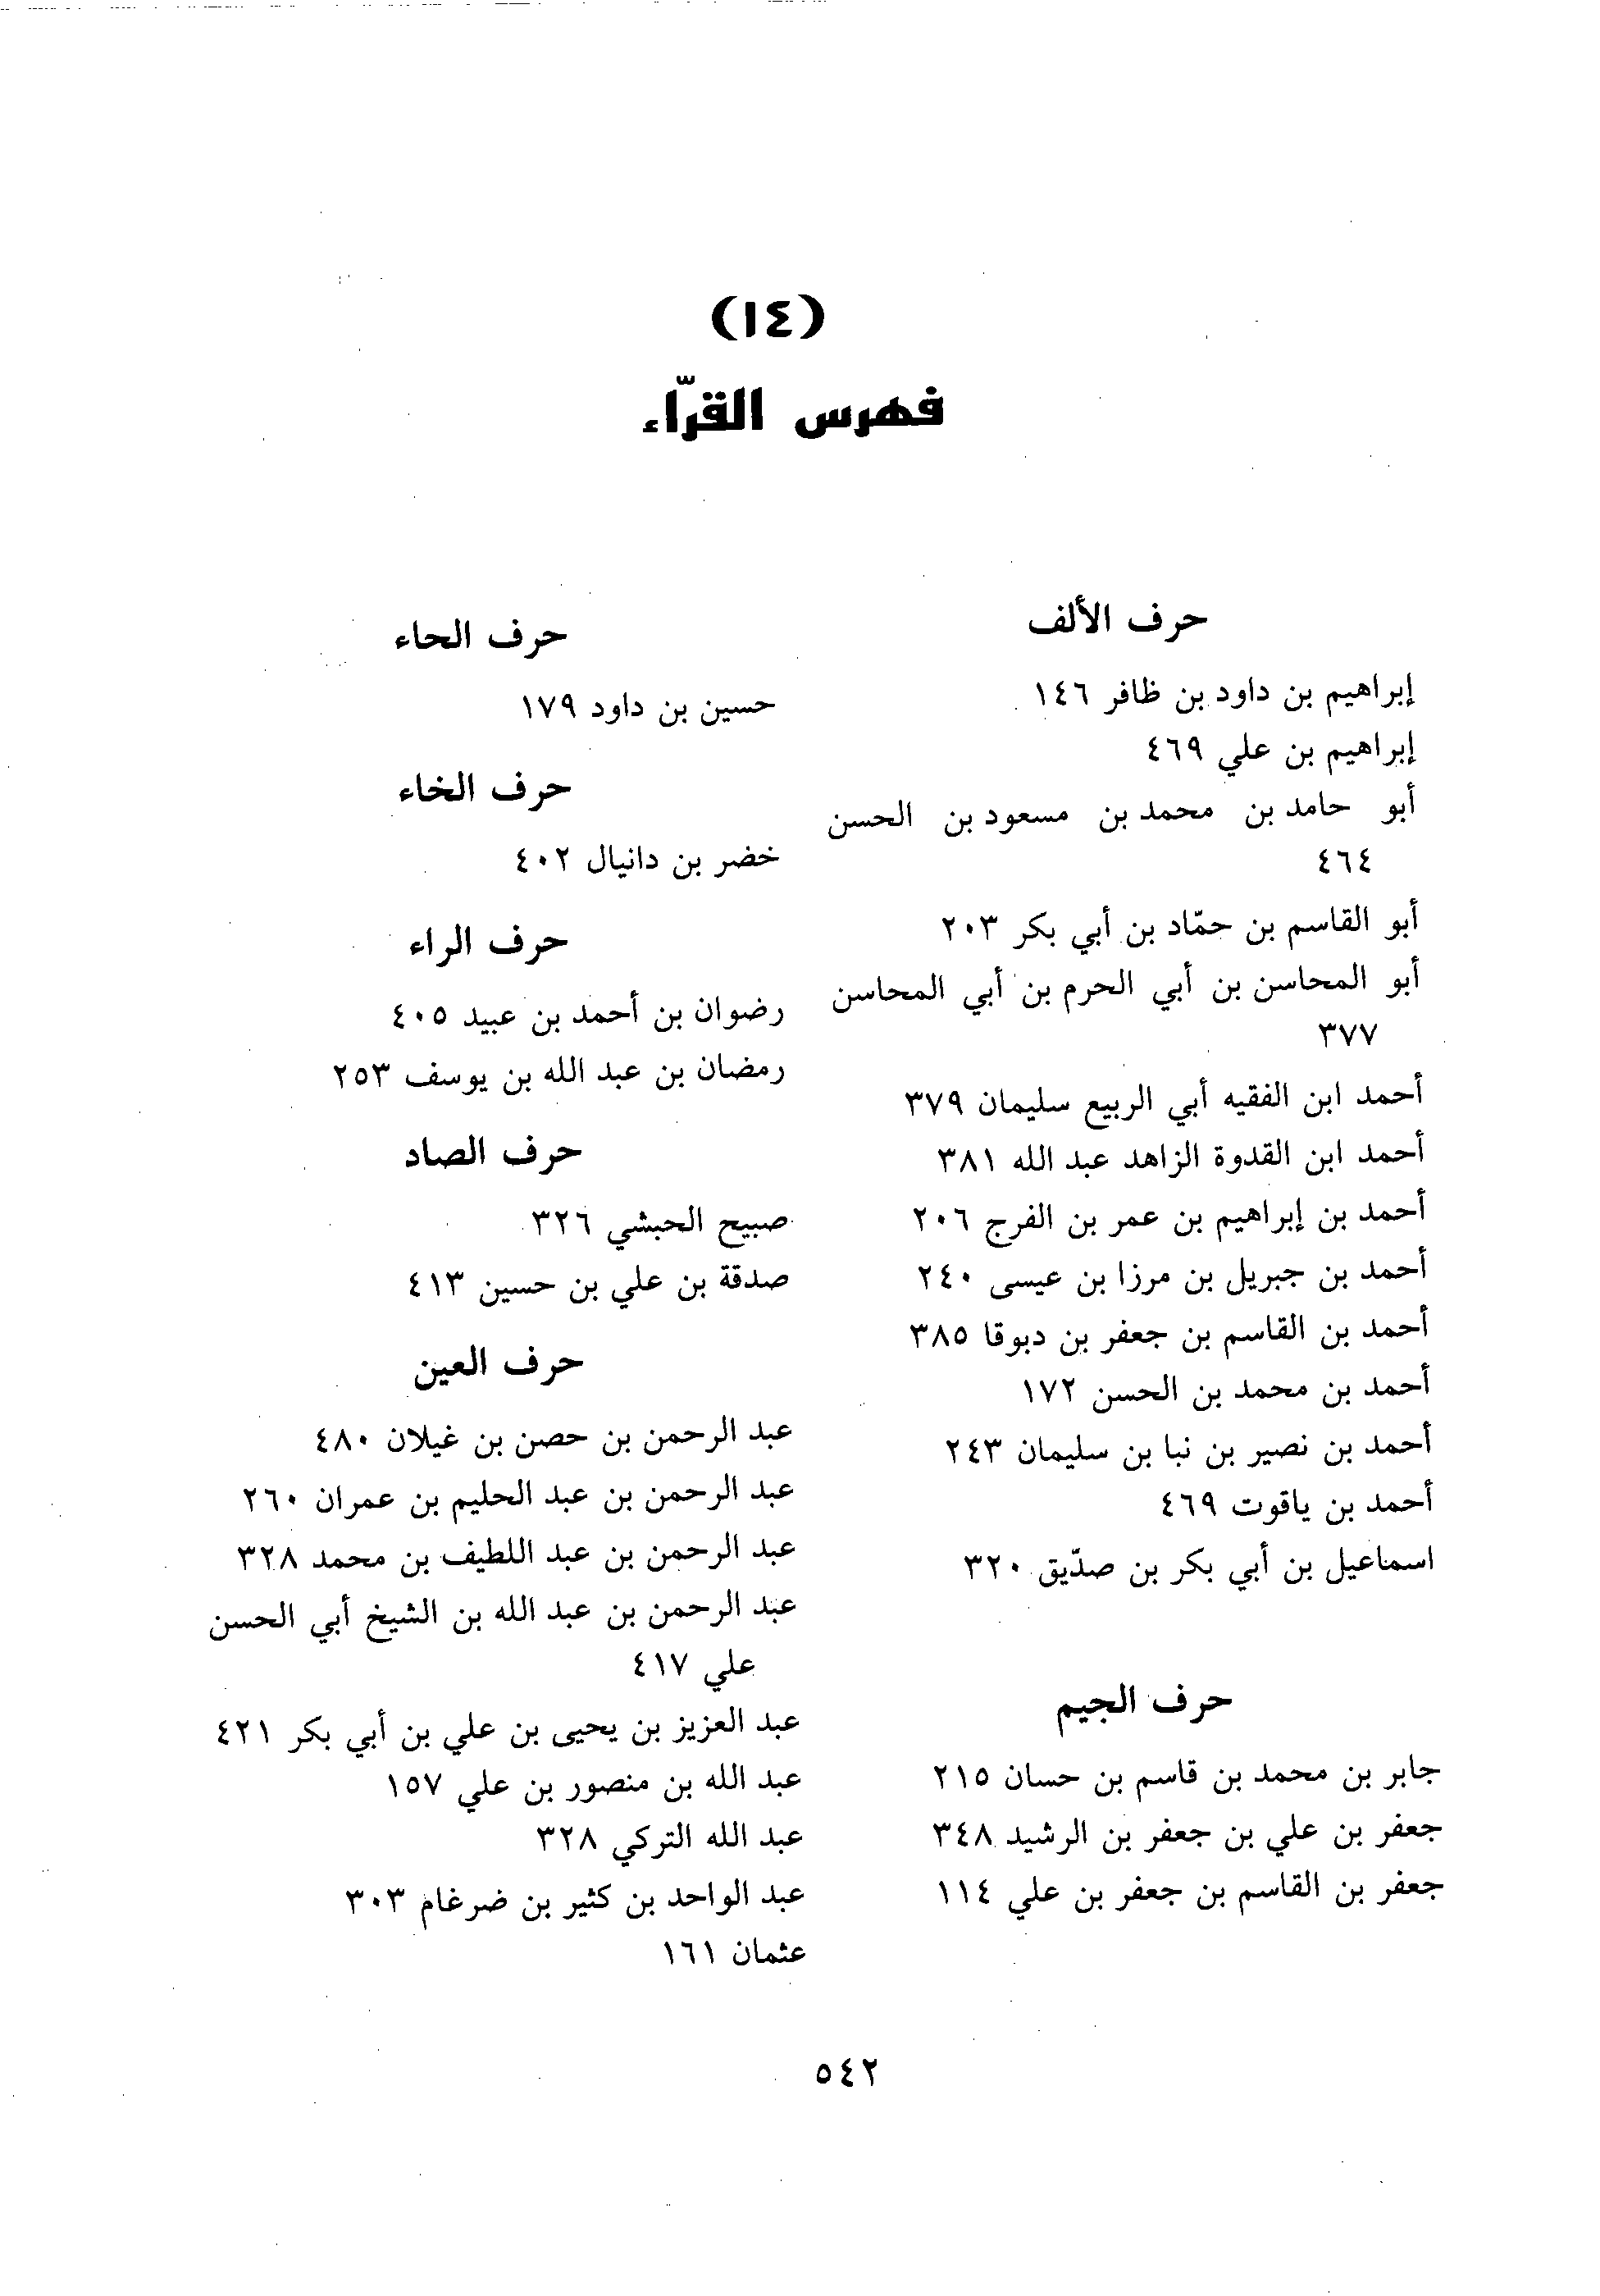 (١٤)
فهرس القرّاء
حرف الألف
إبراهيم بن داود بن ظافر ١٤٦
إبراهيم بن علي ٤٦٩
أبو حامد بن محمد بن مسعود بن الحسن
٤٦٤
أبو القاسم بن حمّاد بن أبي بكر ٢٠٣
أبو المحاسن بن أبي الحرم بن أبي المحاسن
٣٧٧
أحمد ابن الفقيه أبي الربيع سليمان ٣٧٩
أحمد ابن القدوة الزاهد عبد الله ٣٨١
أحمد بن إبراهيم بن عمر بن الفرج ٢٠٦
أحمد بن جبريل بن مرزا بن عيسى ٢٤٠
أحمد بن القاسم بن جعفر بن دبوقا ٣٨٥
أحمد بن محمد بن الحسن ١٧٢
أحمد بن نصير بن نبا بن سليمان ٢٤٣
أحمد بن ياقوت ٤٦٩
اسماعيل بن أبي بكر بن صدّيق ٣٢٠
حرف الجيم
جابر بن محمد بن قاسم بن حسان ٢١٥
جعفر بن علي بن جعفر بن الرشيد ٣٤٨
جعفر بن القاسم بن جعفر بن علي ١١٤
حرف الحاء
حسين بن داود ١٧٩
حرف الخاء
خضر بن دانيال ٤٠٢
حرف الراء
رضوان بن أحمد بن عبيد ٤٠٥
رمضان بن عبد الله بن يوسف ٢٥٣
حرف الصاد
صبيح الحبشي ٣٢٦
صدقة بن علي بن حسين ٤١٣
حرف العين
عبد الرحمن بن حصن بن غيلان ٤٨٠
عبد الرحمن بن عبد الحليم بن عمران ٢٦٠
عبد الرحمن بن عبد اللطيف بن محمد ٣٢٨
عبد الرحمن بن عبد الله بن الشيخ أبي الحسن
علي ٤١٧
عبد العزيز بن يحيى بن علي بن أبي بكر ٤٢١
عبد الله بن منصور بن علي ١٥٧
عبد الله التركي ٣٢٨
عبد الواحد بن كثير بن ضرغام ٣٠٣
عثمان ١٦١
٥٤٢